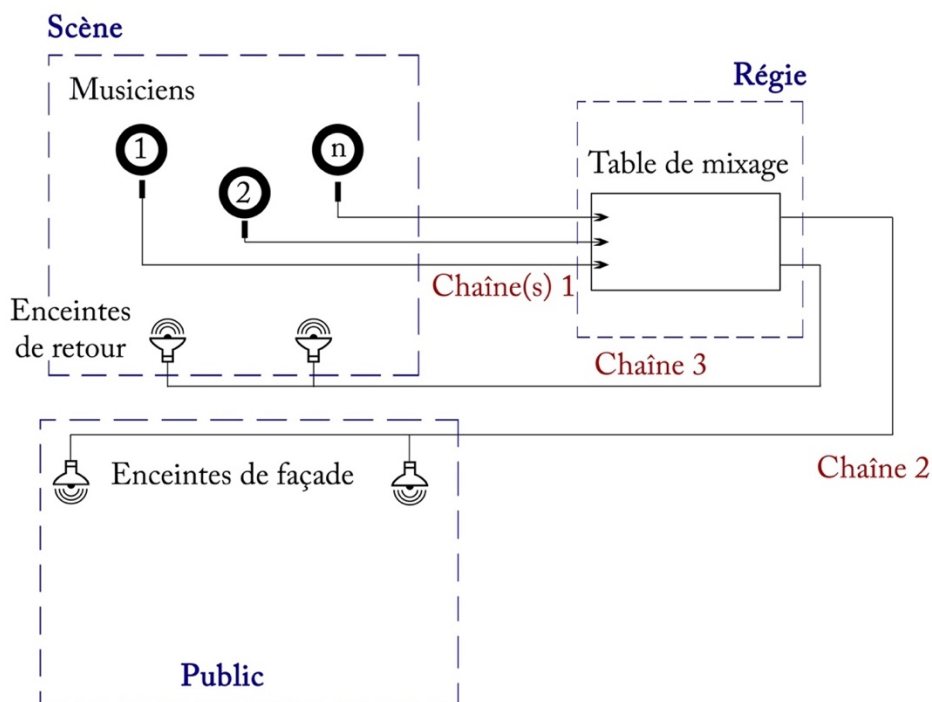 Scène
Musiciens
1
2
n
Régie
Table de mixage
Chaîne(s) 1
Enceintes
de retour
Chaîne 3
Enceintes de façade
Chaîne 2
Public